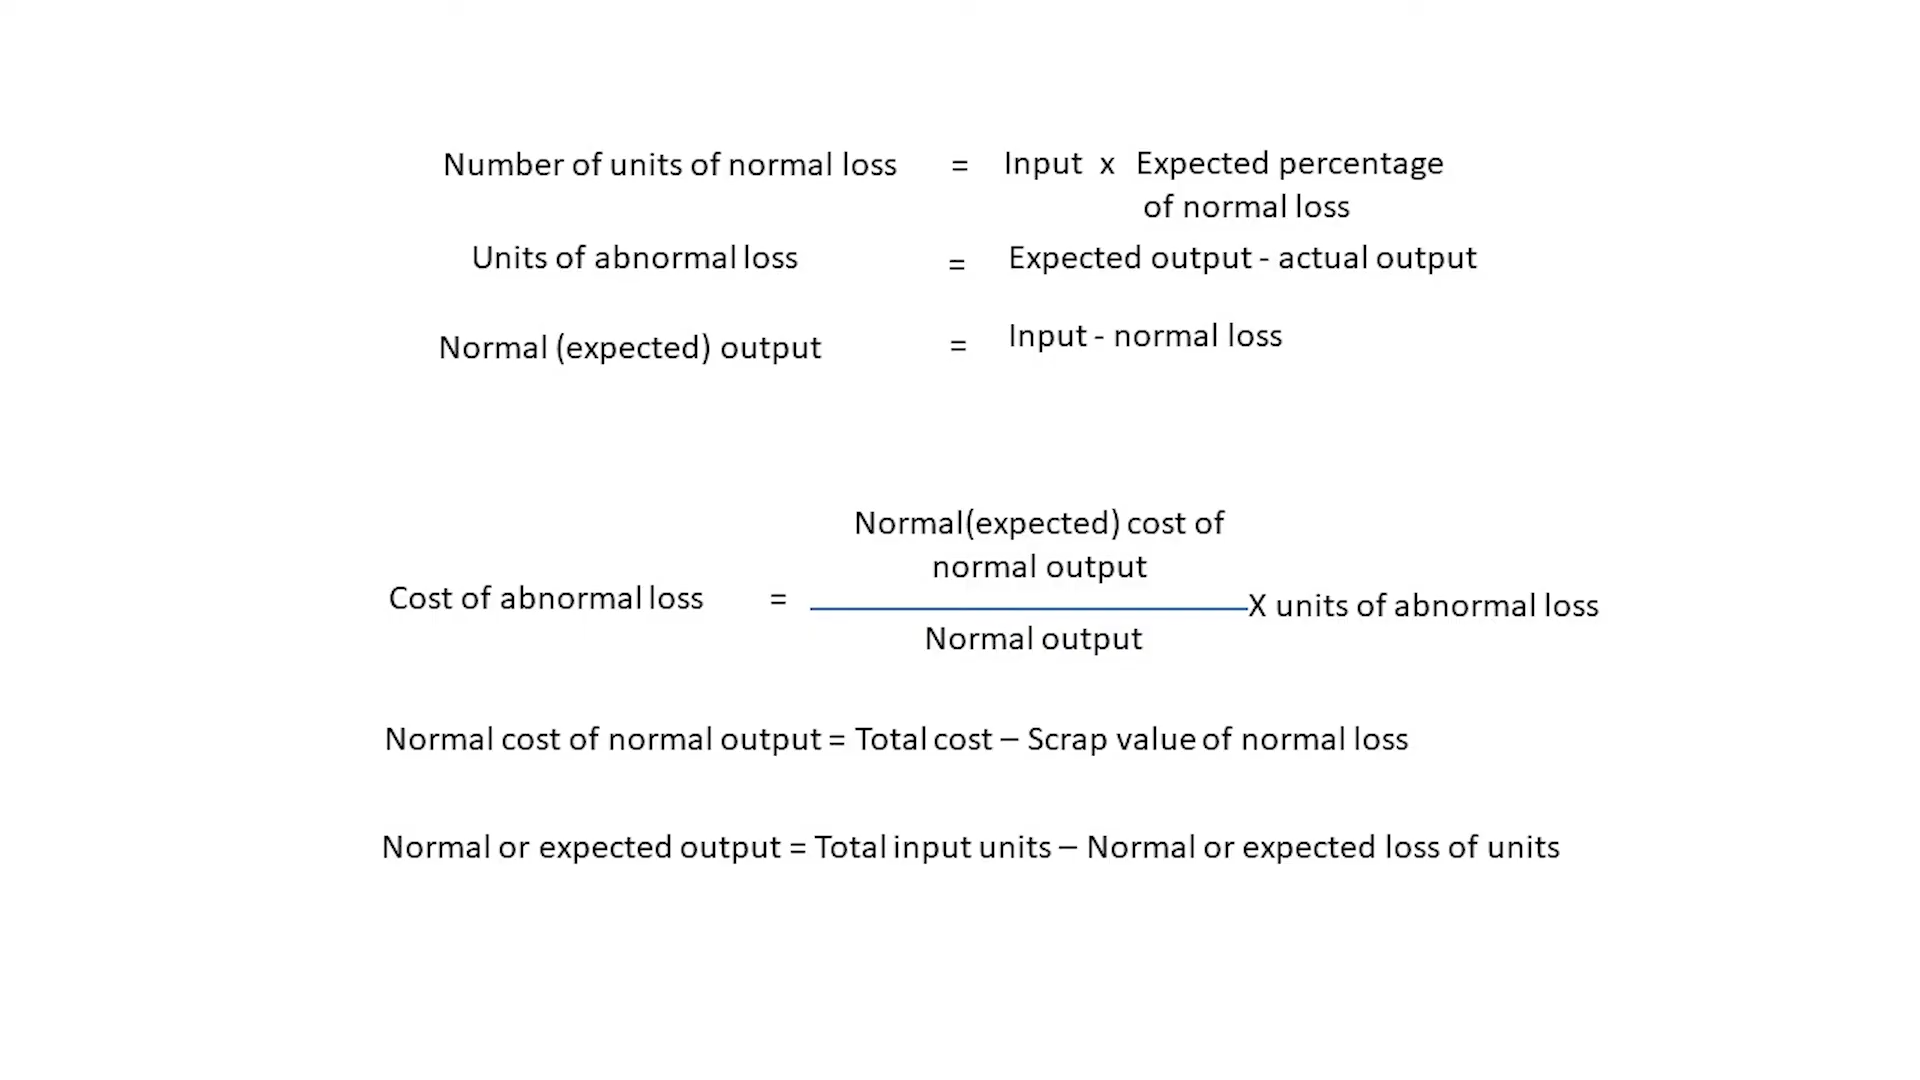 Number of units of normal loss = Input x Expected percentage
of normal loss
Units of abnormal loss = Expected output - actual output
Normal (expected) output = Input - normal loss
Normal(expected) cost of
normal output
Cost of abnormal loss = X units of abnormal loss
Normal output
Normal cost of normal output = Total cost – Scrap value of normal loss
Normal or expected output = Total input units – Normal or expected loss of units